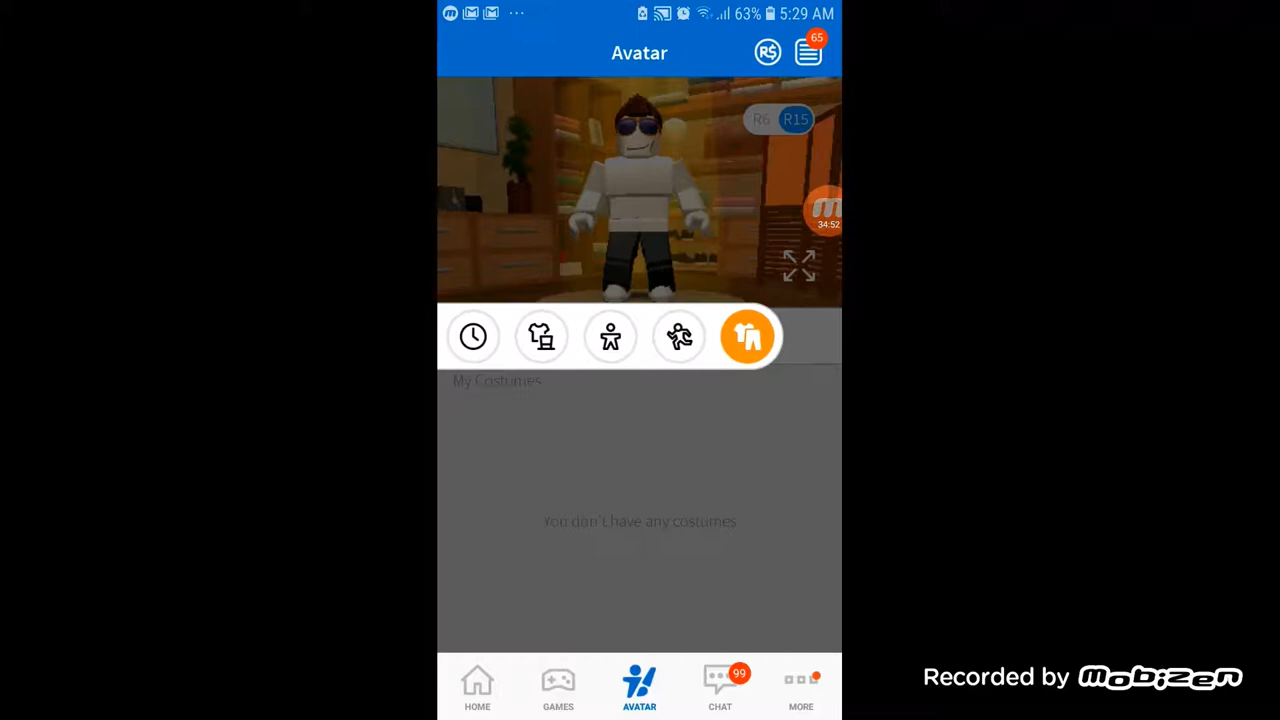 63% 5:29 AM
Avatar
R$
65
R6 R15
34:52
My Costumes
You don't have any costumes
99
HOME GAMES AVATAR CHAT MORE
Recorded by mobizen